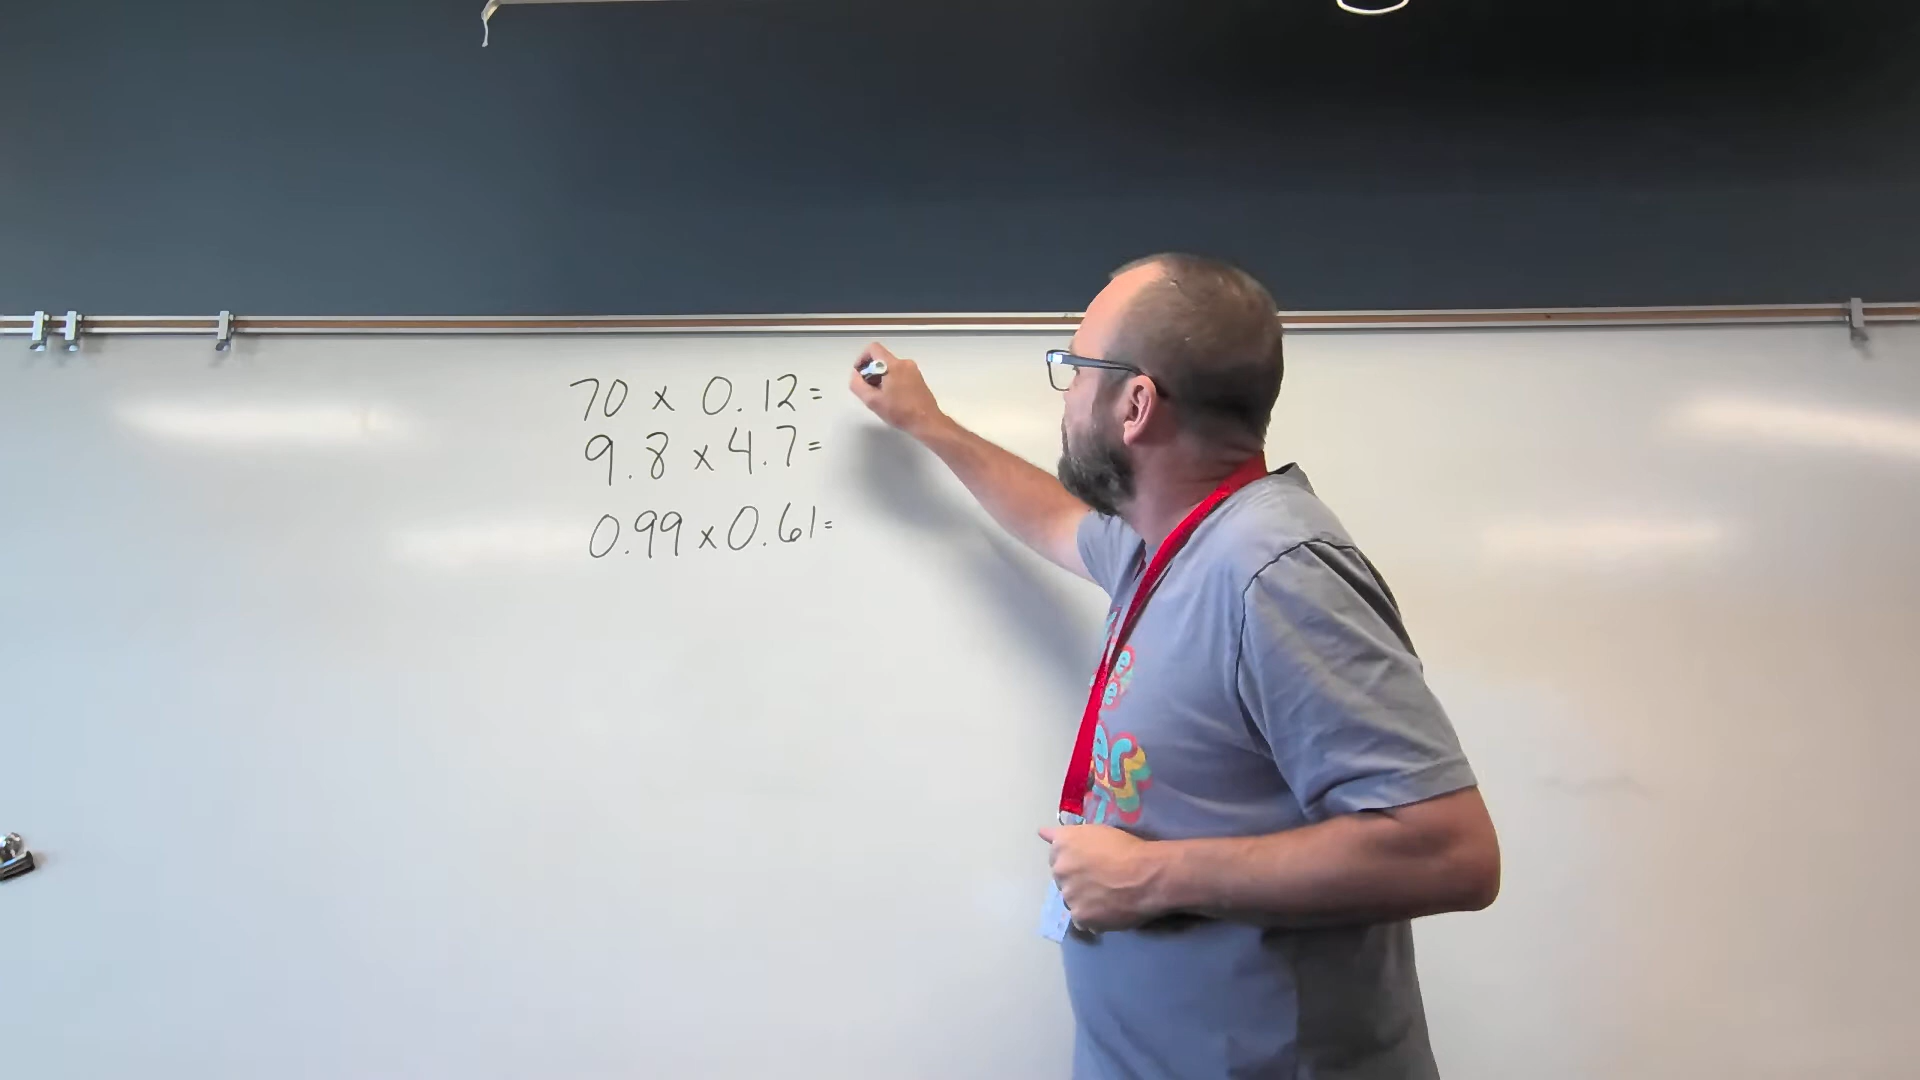 70 x 0.12=
9.8 x 4.7=
0.99 x 0.61=